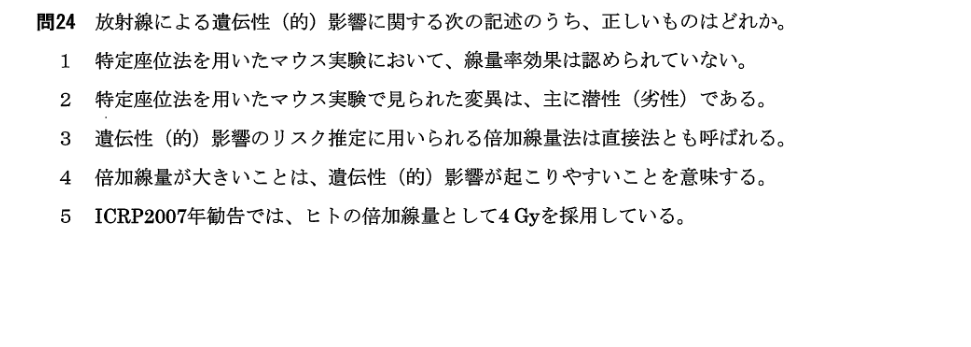 問24 放射線による遺伝性（的）影響に関する次の記述のうち、正しいものはどれか。
1 特定座位法を用いたマウス実験において、線量率効果は認められていない。
2 特定座位法を用いたマウス実験で見られた変異は、主に潜性（劣性）である。
3 遺伝性（的）影響のリスク推定に用いられる倍加線量法は直接法とも呼ばれる。
4 倍加線量が大きいことは、遺伝性（的）影響が起こりやすいことを意味する。
5 ICRP2007年勧告では、ヒトの倍加線量として4 Gyを採用している。